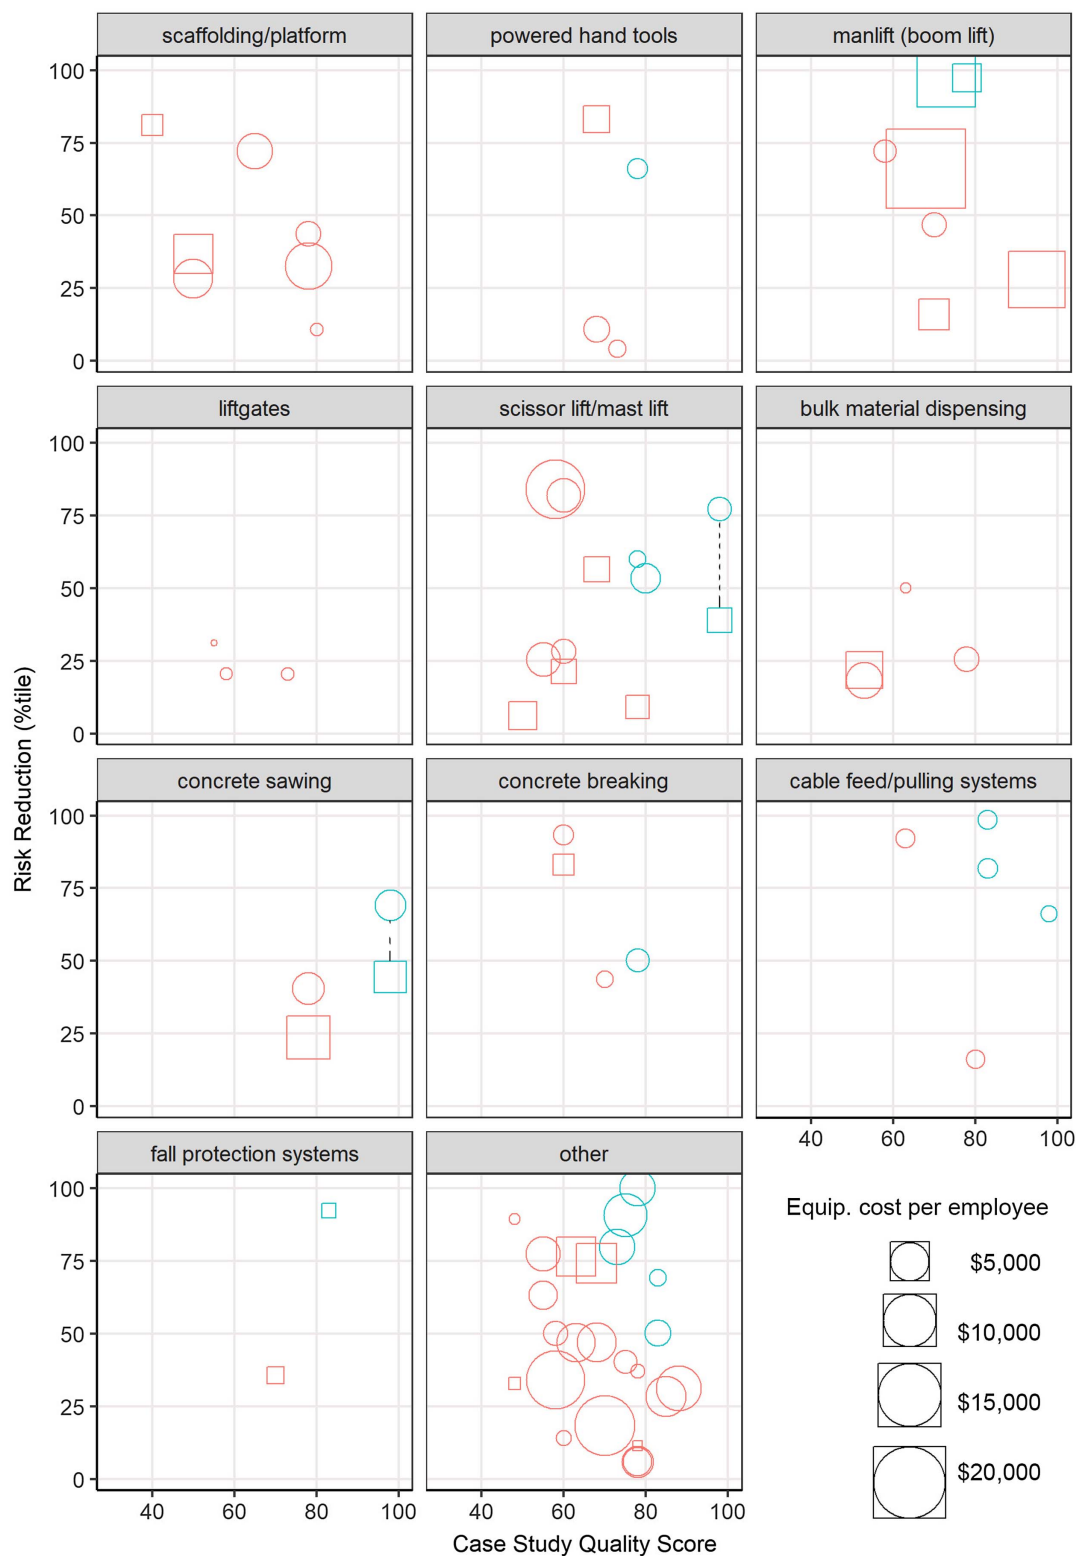 scaffolding/platform
powered hand tools
manlift (boom lift)
100
75
50
25
0
liftgates
scissor lift/mast lift
bulk material dispensing
100
75
50
25
0
Risk Reduction (%tile)
concrete sawing
concrete breaking
cable feed/pulling systems
100
75
50
25
0
40 60 80 100
fall protection systems
other
100
75
50
25
0
40 60 80 100
40 60 80 100
Case Study Quality Score
Equip. cost per employee
$5,000
$10,000
$15,000
$20,000